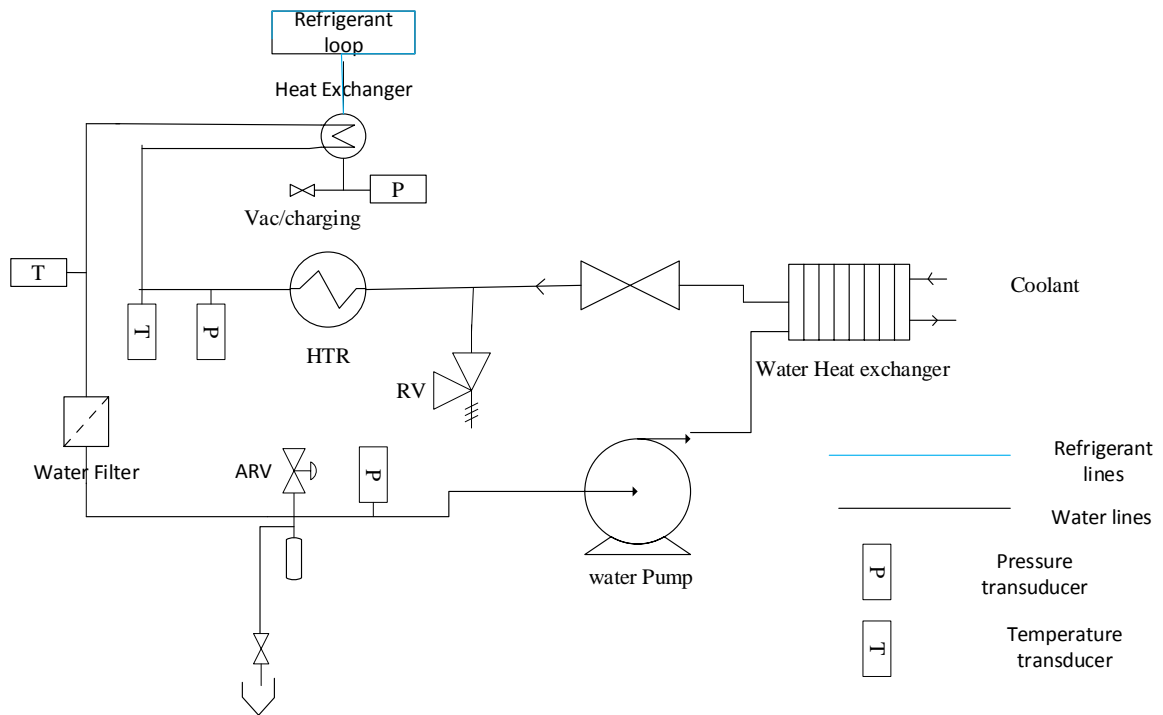 Refrigerant
loop
Heat Exchanger
P
Vac/charging
T
T
P
HTR
RV
Coolant
Water Heat exchanger
Water Filter
ARV
P
water Pump
Refrigerant
lines
Water lines
P
Pressure
transuducer
T
Temperature
transducer